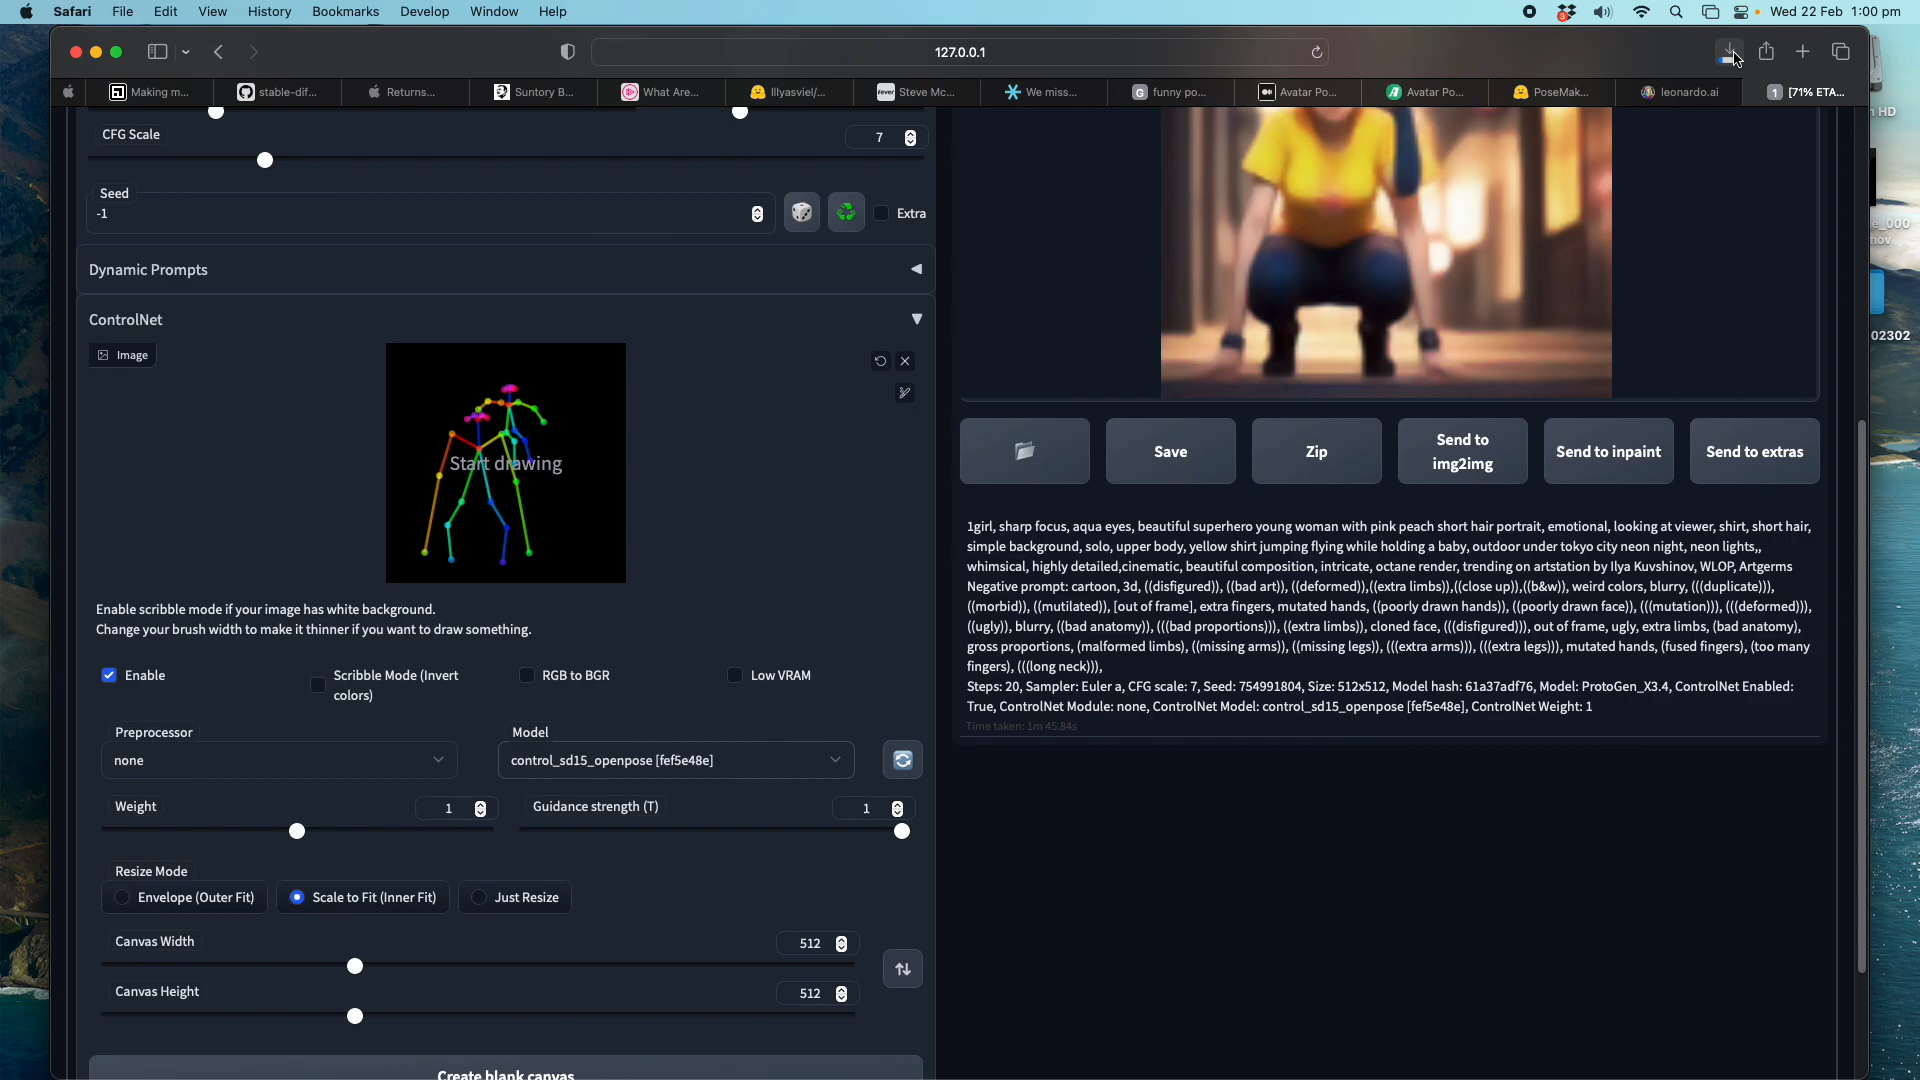 Safari File Edit View History Bookmarks Develop Window Help
3
Wed 22 Feb 1:00 pm
127.0.0.1
Making m...
stable-dif...
Returns...
Suntory B...
What Are...
Illyasviel/...
fever Steve Mc...
We miss...
G funny po...
Avatar Po...
Avatar Po...
PoseMak...
leonardo.ai
1 [71% ETA...
HD
CFG Scale
7
Seed
-1
Extra
Dynamic Prompts
ControlNet
Image
Start drawing
Enable scribble mode if your image has white background.
Change your brush width to make it thinner if you want to draw something.
Enable
Scribble Mode (Invert
colors)
RGB to BGR
Low VRAM
Preprocessor
none
Model
control_sd15_openpose [fef5e48e]
Weight
1
Guidance strength (T)
1
Resize Mode
Envelope (Outer Fit)
Scale to Fit (Inner Fit)
Just Resize
Canvas Width
512
Canvas Height
512
Create blank canvas
Save
Zip
Send to
img2img
Send to inpaint
Send to extras
1girl, sharp focus, aqua eyes, beautiful superhero young woman with pink peach short hair portrait, emotional, looking at viewer, shirt, short hair,
simple background, solo, upper body, yellow shirt jumping flying while holding a baby, outdoor under tokyo city neon night, neon lights,,
whimsical, highly detailed,cinematic, beautiful composition, intricate, octane render, trending on artstation by Ilya Kuvshinov, WLOP, Artgerms
Negative prompt: cartoon, 3d, ((disfigured)), ((bad art)), ((deformed)),((extra limbs)),((close up)),((b&w)), weird colors, blurry, (((duplicate))),
((morbid)), ((mutilated)), [out of frame], extra fingers, mutated hands, ((poorly drawn hands)), ((poorly drawn face)), (((mutation))), (((deformed))),
((ugly)), blurry, ((bad anatomy)), (((bad proportions))), ((extra limbs)), cloned face, (((disfigured))), out of frame, ugly, extra limbs, (bad anatomy),
gross proportions, (malformed limbs), ((missing arms)), ((missing legs)), (((extra arms))), (((extra legs))), mutated hands, (fused fingers), (too many
fingers), (((long neck))),
Steps: 20, Sampler: Euler a, CFG scale: 7, Seed: 754991804, Size: 512x512, Model hash: 61a37adf76, Model: ProtoGen_X3.4, ControlNet Enabled:
True, ControlNet Module: none, ControlNet Model: control_sd15_openpose [fef5e48e], ControlNet Weight: 1
Time taken: 1m 45.84s
e_000
nov
02302